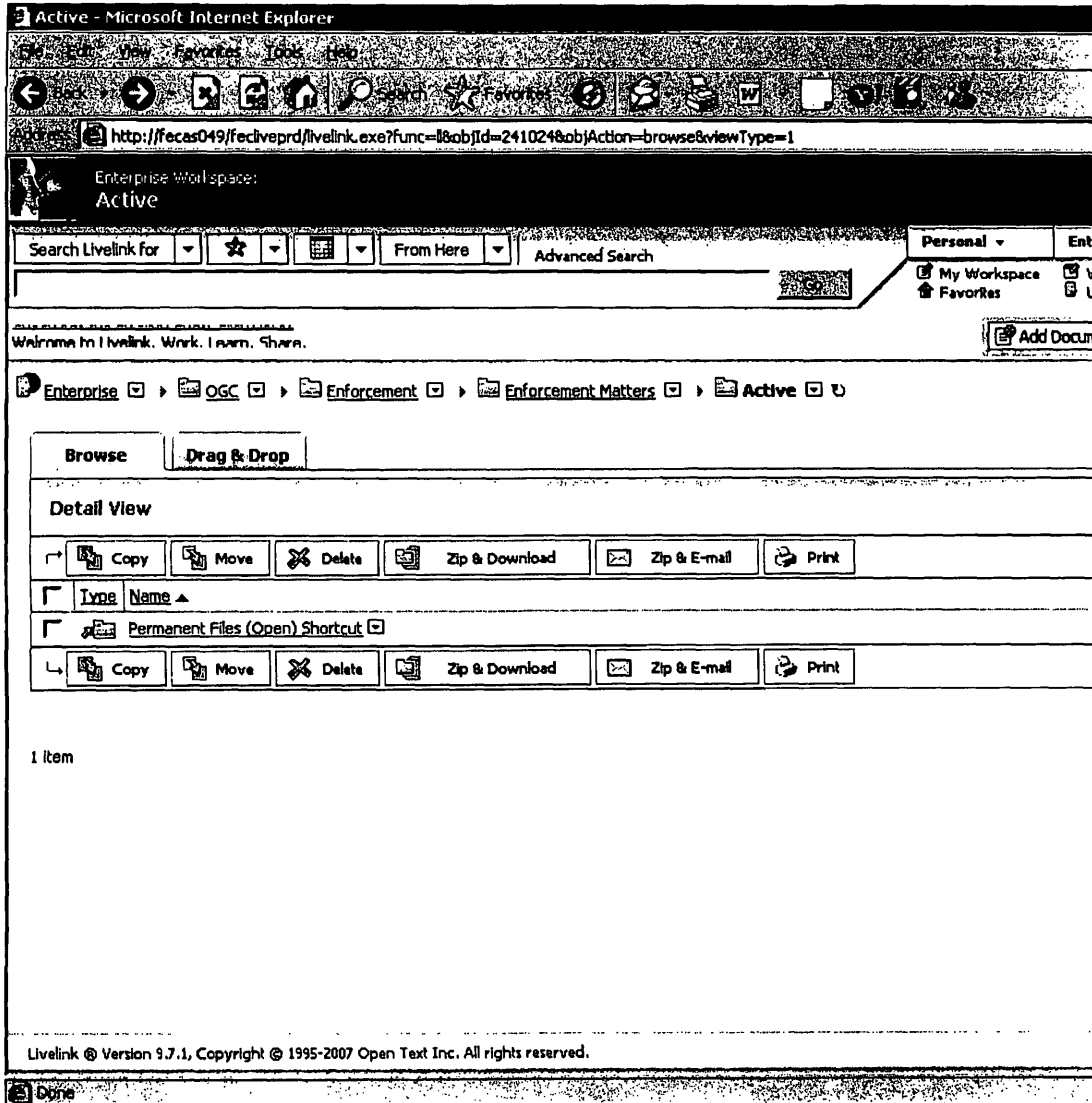 Active - Microsoft Internet Explorer
File Edit View Favorites Tools Help
Back Search Favorites
Address http://fecas049/fecliveprd/livelink.exe?func=ll&objId=241024&objAction=browse&viewType=1
Enterprise Workspace:
Active
Search Livelink for From Here Advanced Search
Go
Personal Ent
My Workspace
Favorites
Welcome to Livelink. Work. Learn. Share.
Add Docum
Enterprise OGC Enforcement Enforcement Matters Active
Browse Drag & Drop
Detail View
Copy Move Delete Zip & Download Zip & E-mail Print
Type Name
Permanent Files (Open) Shortcut
Copy Move Delete Zip & Download Zip & E-mail Print
1 item
Livelink ® Version 9.7.1, Copyright © 1995-2007 Open Text Inc. All rights reserved.
Done